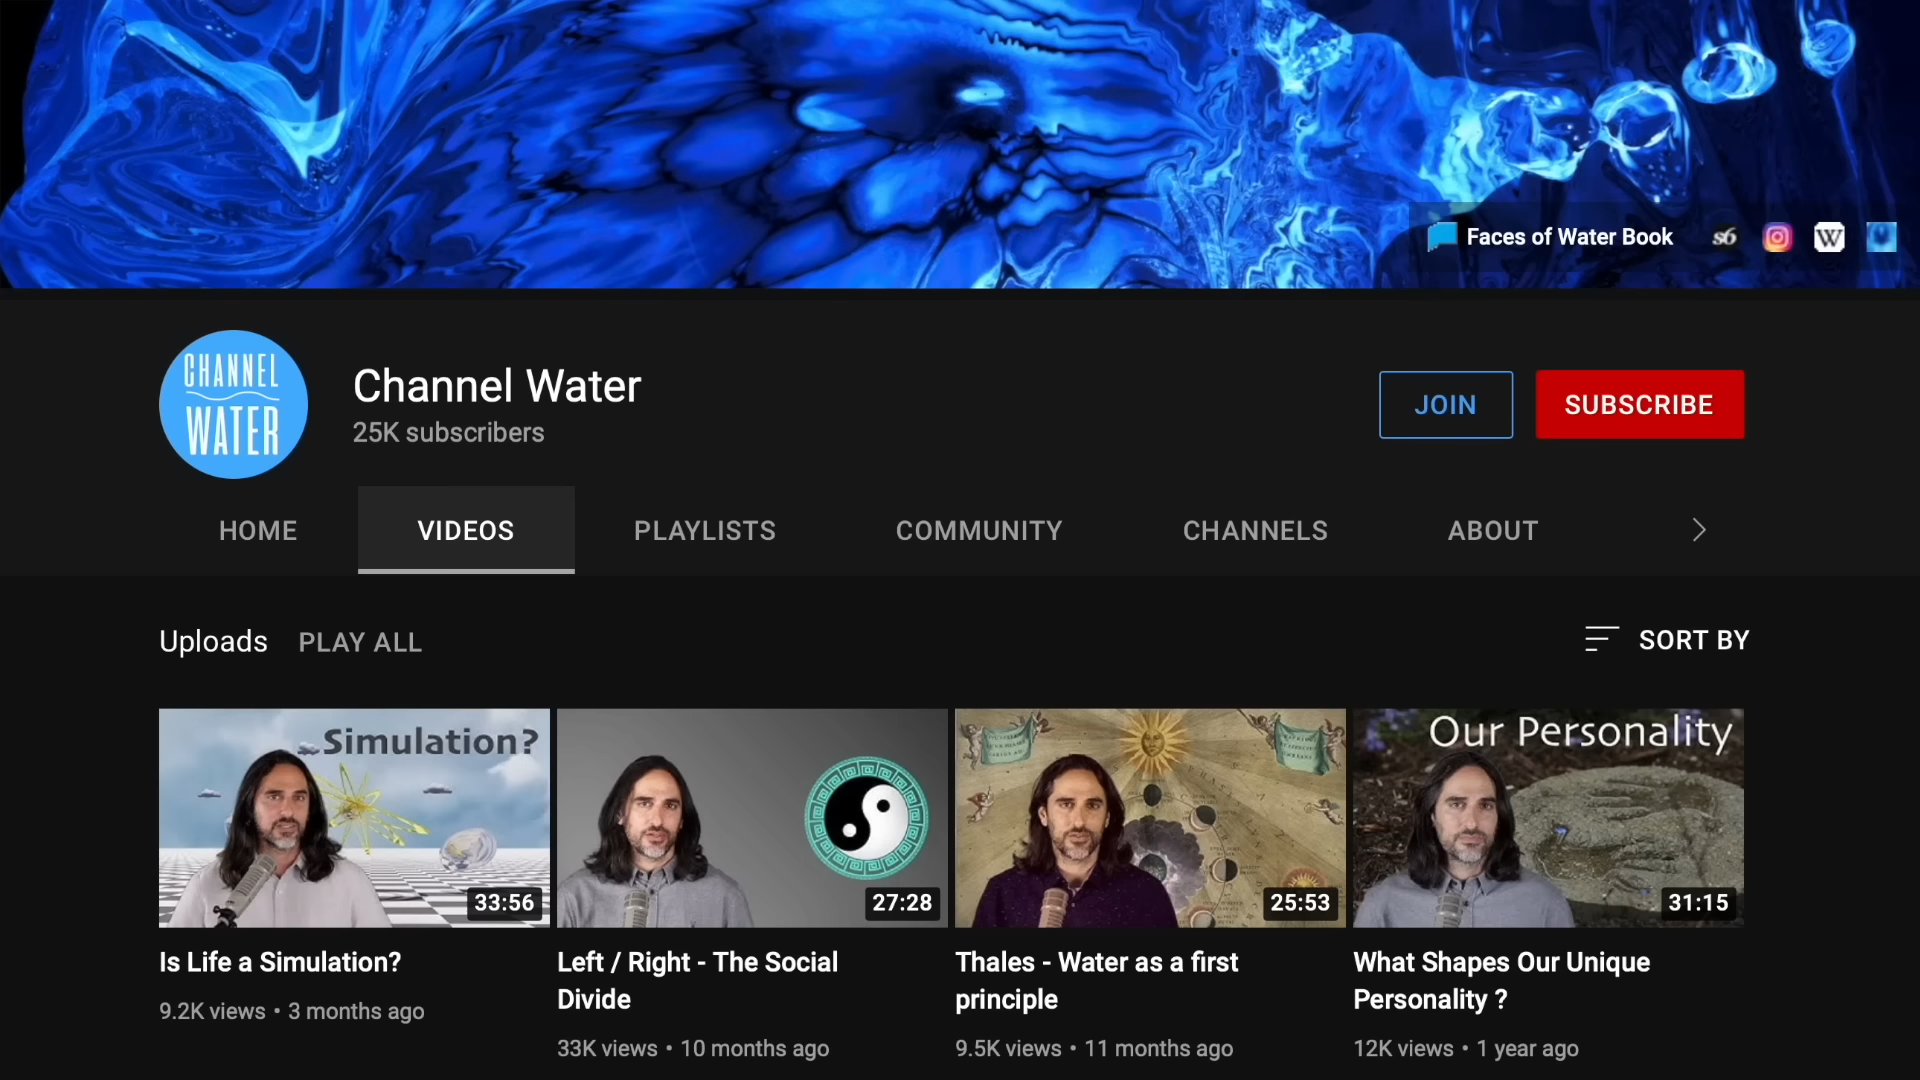 Faces of Water Book
s6
W
CHANNEL
WATER
Channel Water
25K subscribers
JOIN
SUBSCRIBE
HOME
VIDEOS
PLAYLISTS
COMMUNITY
CHANNELS
ABOUT
Uploads
PLAY ALL
SORT BY
Simulation?
33:56
27:28
25:53
Our Personality
31:15
Is Life a Simulation?
9.2K views • 3 months ago
Left / Right - The Social
Divide
33K views • 10 months ago
Thales - Water as a first
principle
9.5K views • 11 months ago
What Shapes Our Unique
Personality ?
12K views • 1 year ago